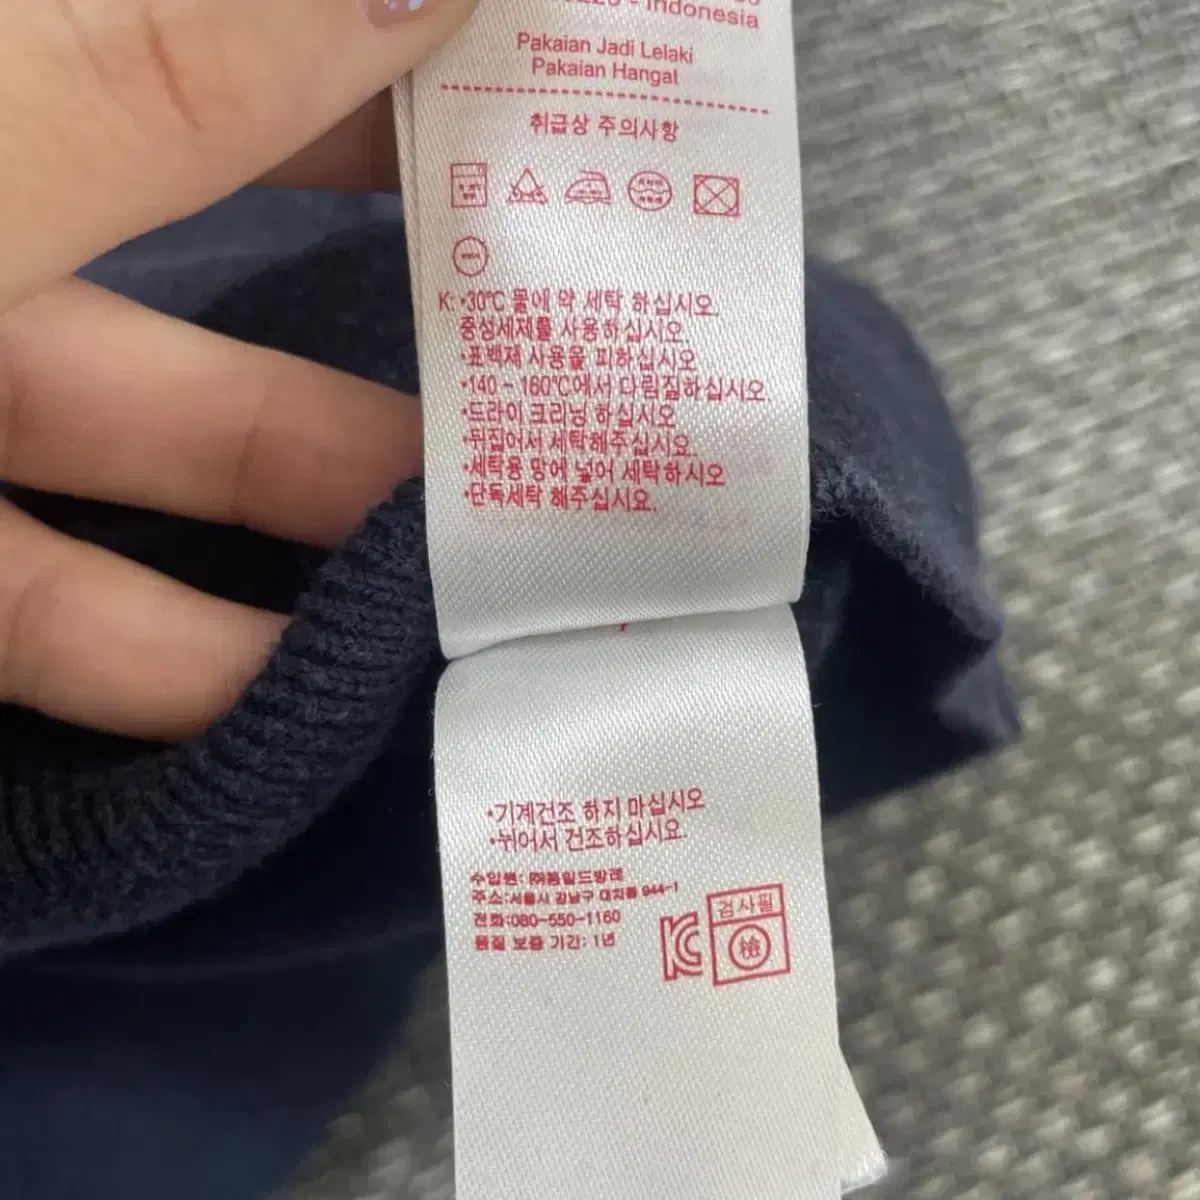 Indonesia
Pakaian Jadi Lelaki
Pakaian Hangat
취급상 주의사항
K: •30℃ 물에 약 세탁 하십시오.
중성세제를 사용하십시오.
•표백제 사용을 피하십시오
•140 ~ 160℃에서 다림질하십시오.
•드라이 크리닝 하십시오
•뒤집어서 세탁해주십시요.
•세탁용 망에 넣어 세탁하시오
•단독세탁 해주십시요.
•기계건조 하지 마십시오
•뉘어서 건조하십시요.
수입원:
주소:서울시 강남구 대치동 944-1
전화:080-550-1160
품질 보증 기간: 1년
검사필
檢